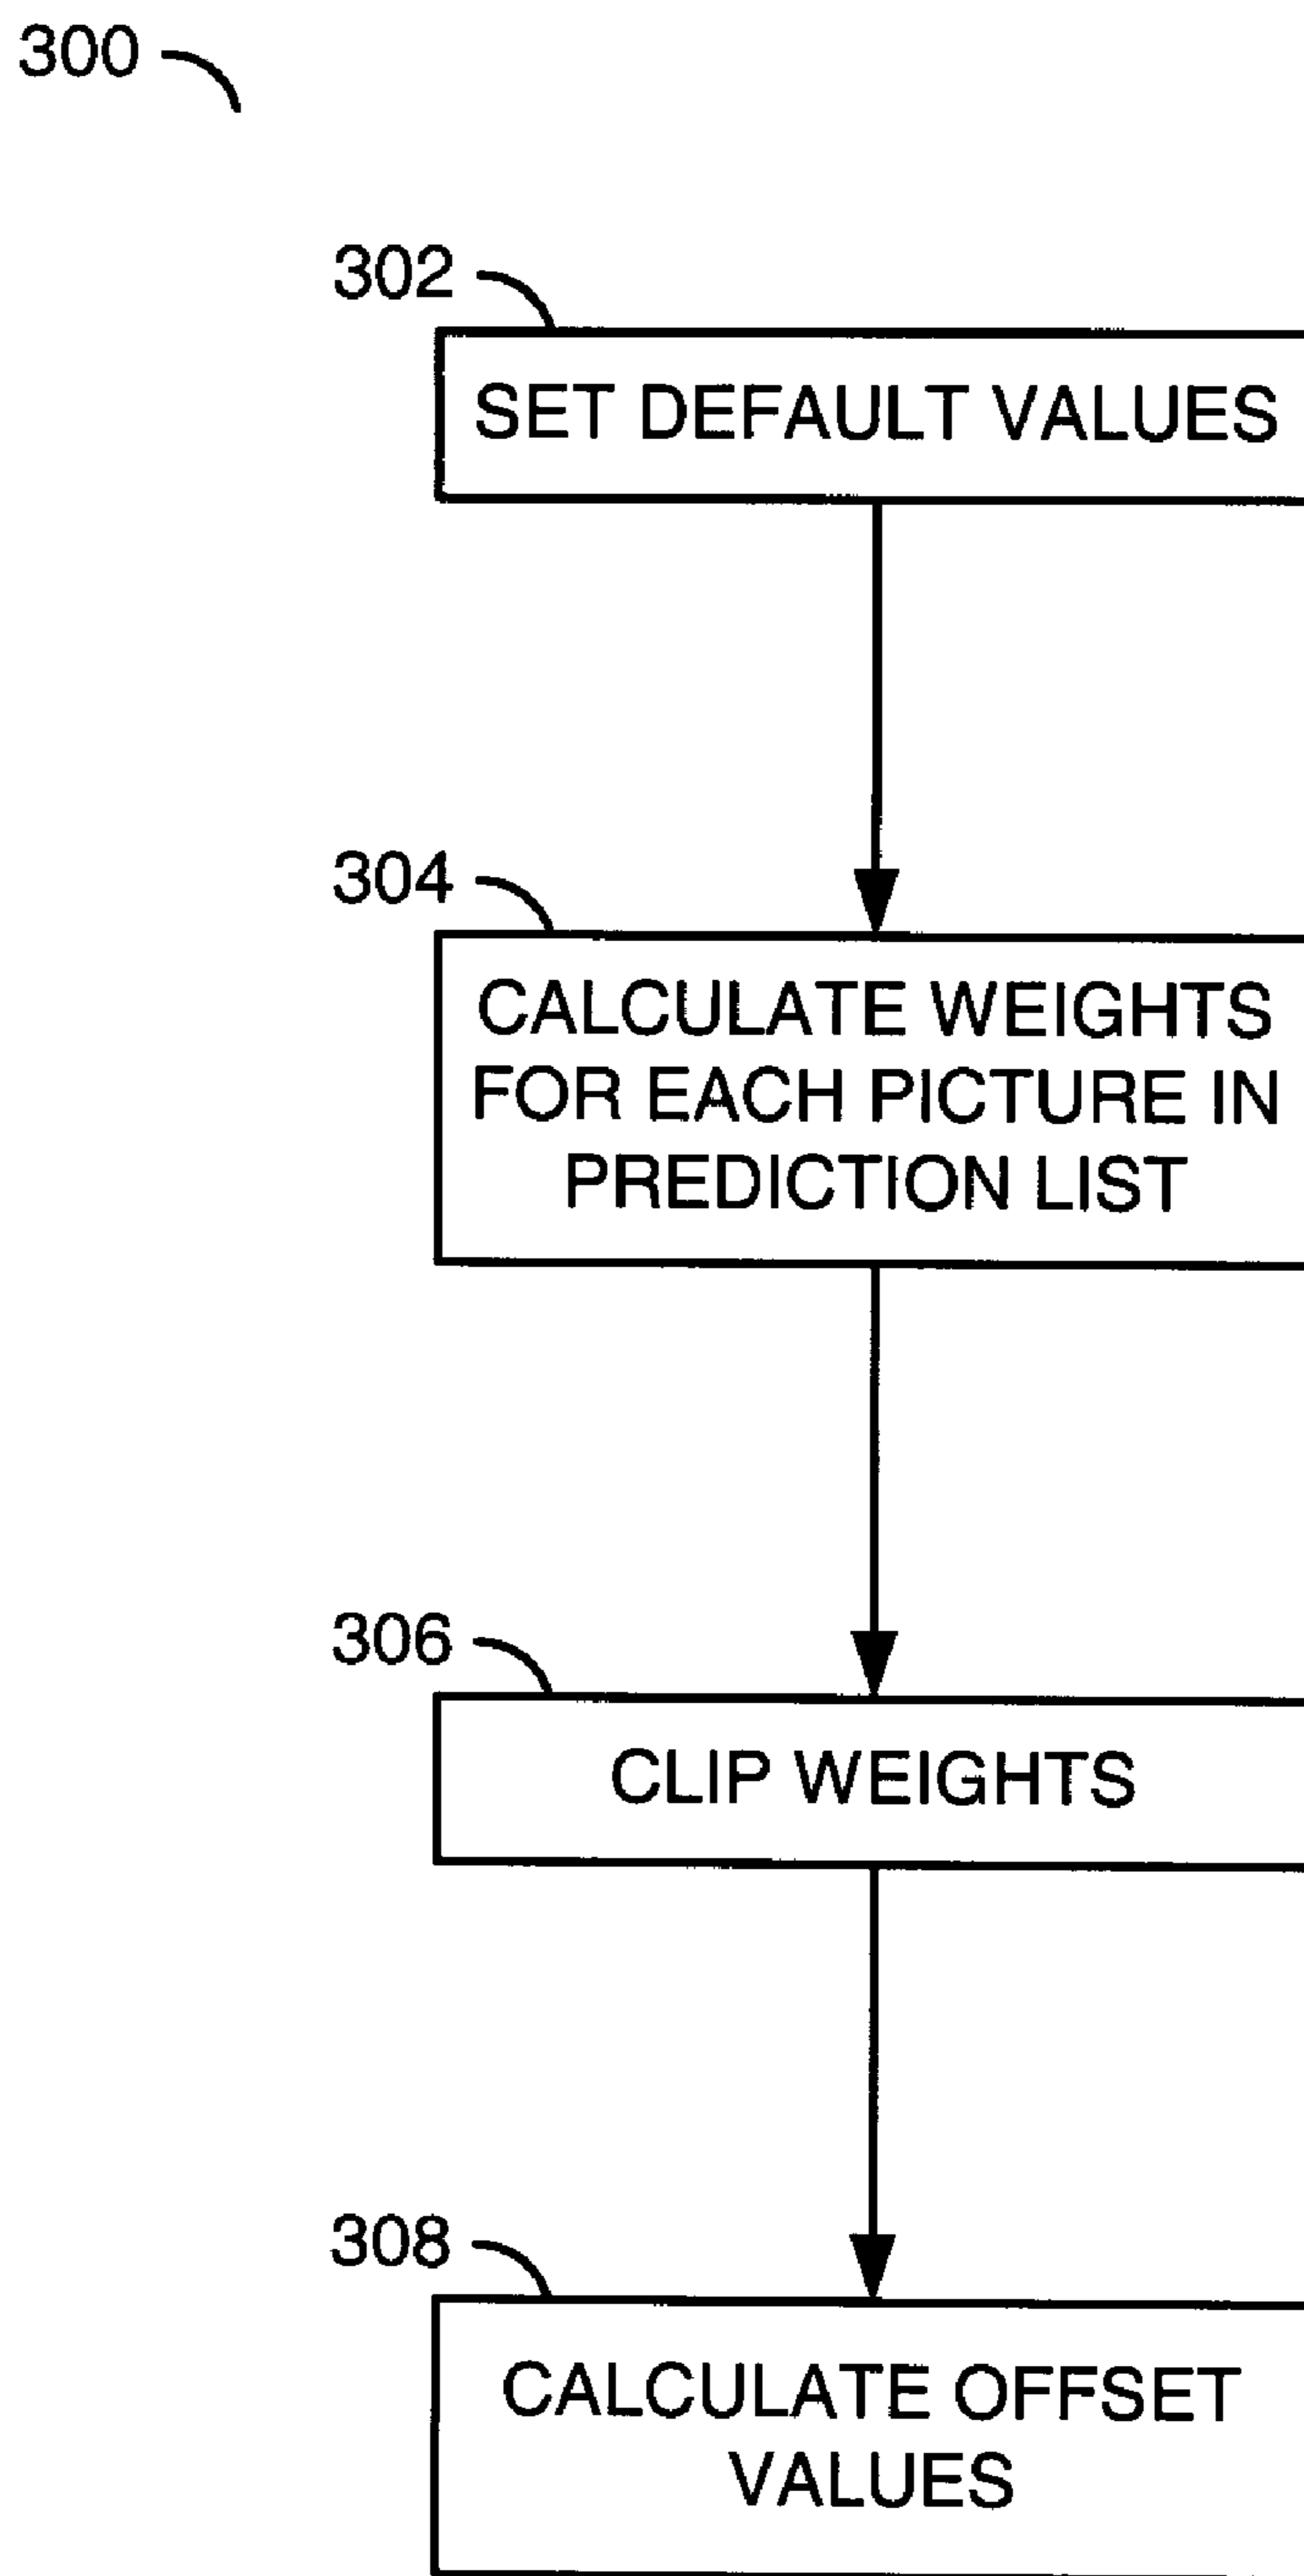 300
302
SET DEFAULT VALUES
304
CALCULATE WEIGHTS
FOR EACH PICTURE IN
PREDICTION LIST
306
CLIP WEIGHTS
308
CALCULATE OFFSET
VALUES